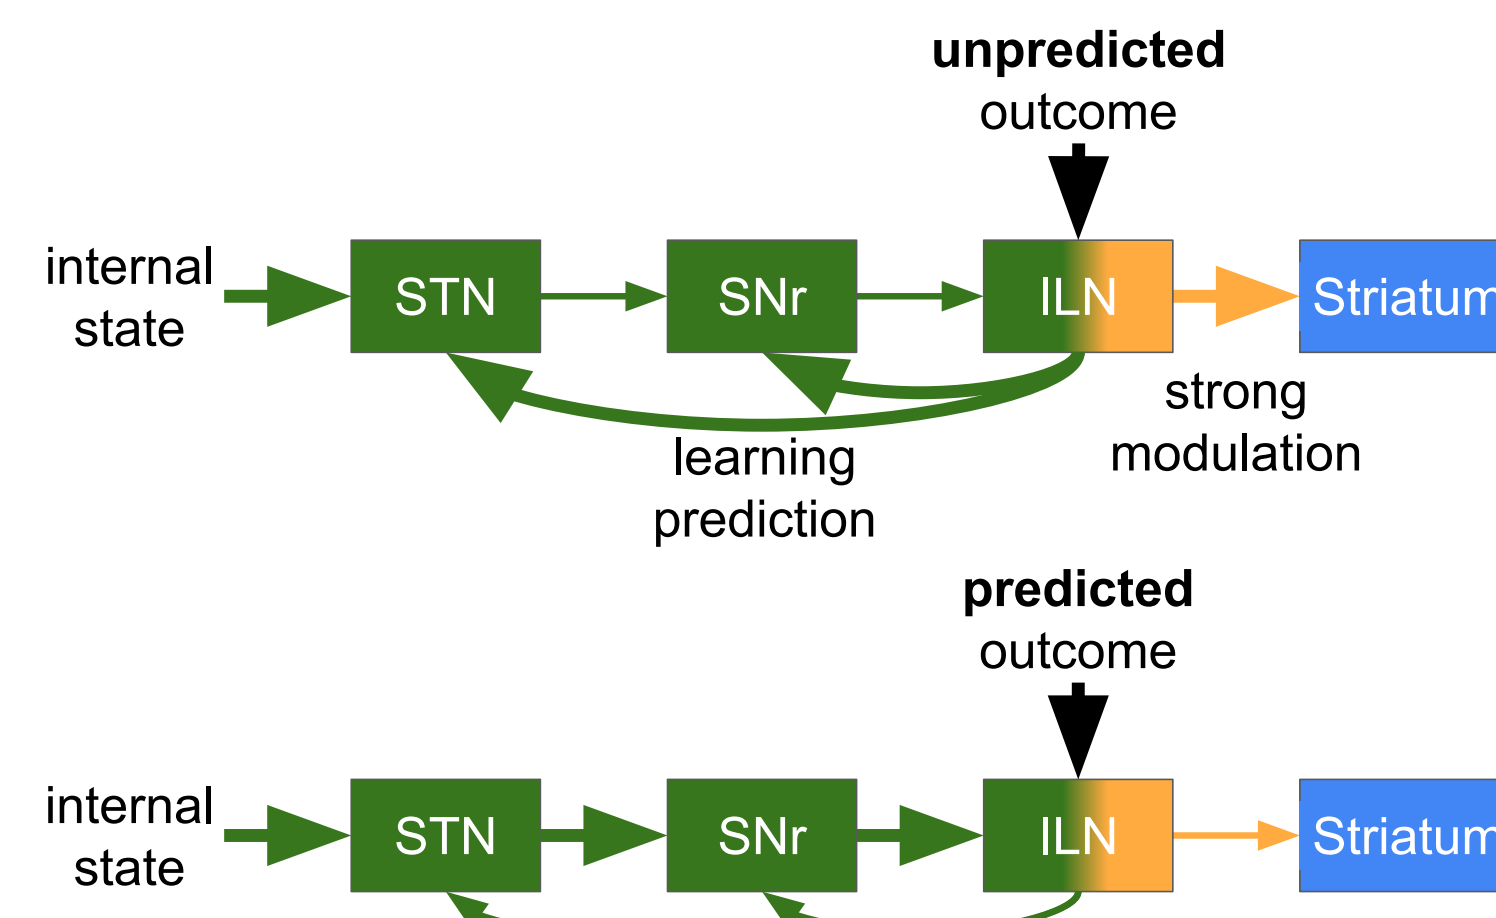 unpredicted
outcome
internal
state
STN
SNr
ILN
Striatum
strong
modulation
learning
prediction
predicted
outcome
internal
state
STN
SNr
ILN
Striatum